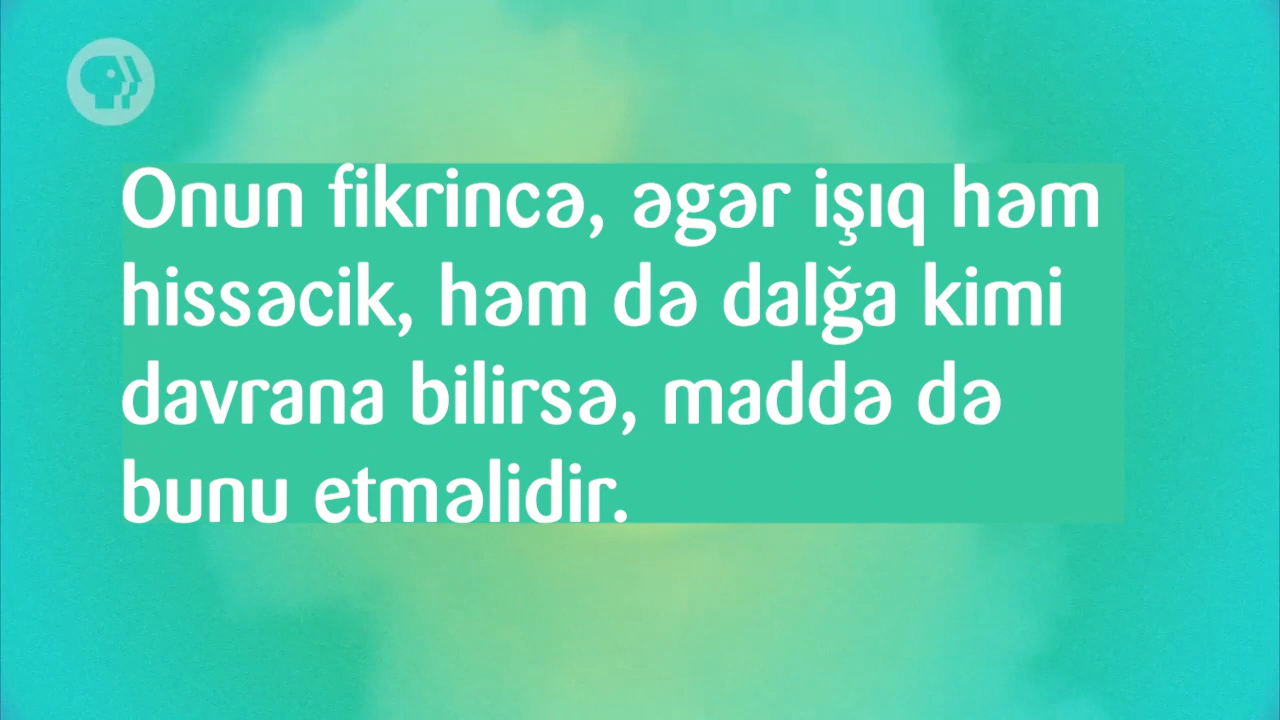 Onun fikrincə, əgər işıq həm
hissəcik, həm də dalğa kimi
davrana bilirsə, maddə də
bunu etməlidir.